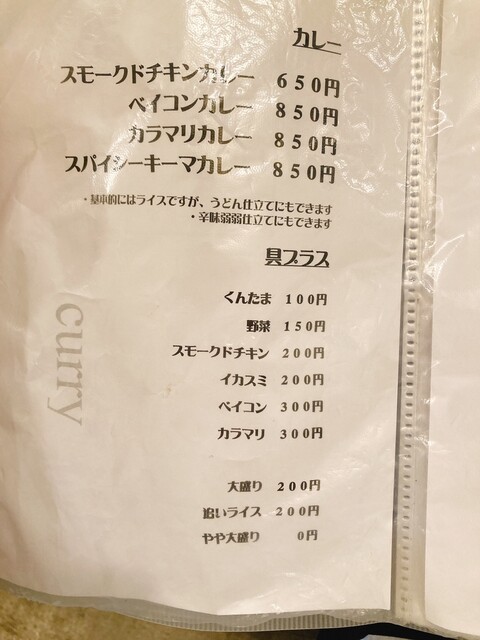 カレー
スモークドチキンカレー 650円
ベイコンカレー 850円
カラマリカレー 850円
スパイシーキーマカレー 850円
・基本的にはライスですが、うどん仕立てにもできます
・辛味弱弱仕立てにもできます
具プラス
くんたま 100円
野菜 150円
スモークドチキン 200円
イカスミ 200円
ベイコン 300円
カラマリ 300円
大盛り 200円
追いライス 200円
やや大盛り 0円
curry